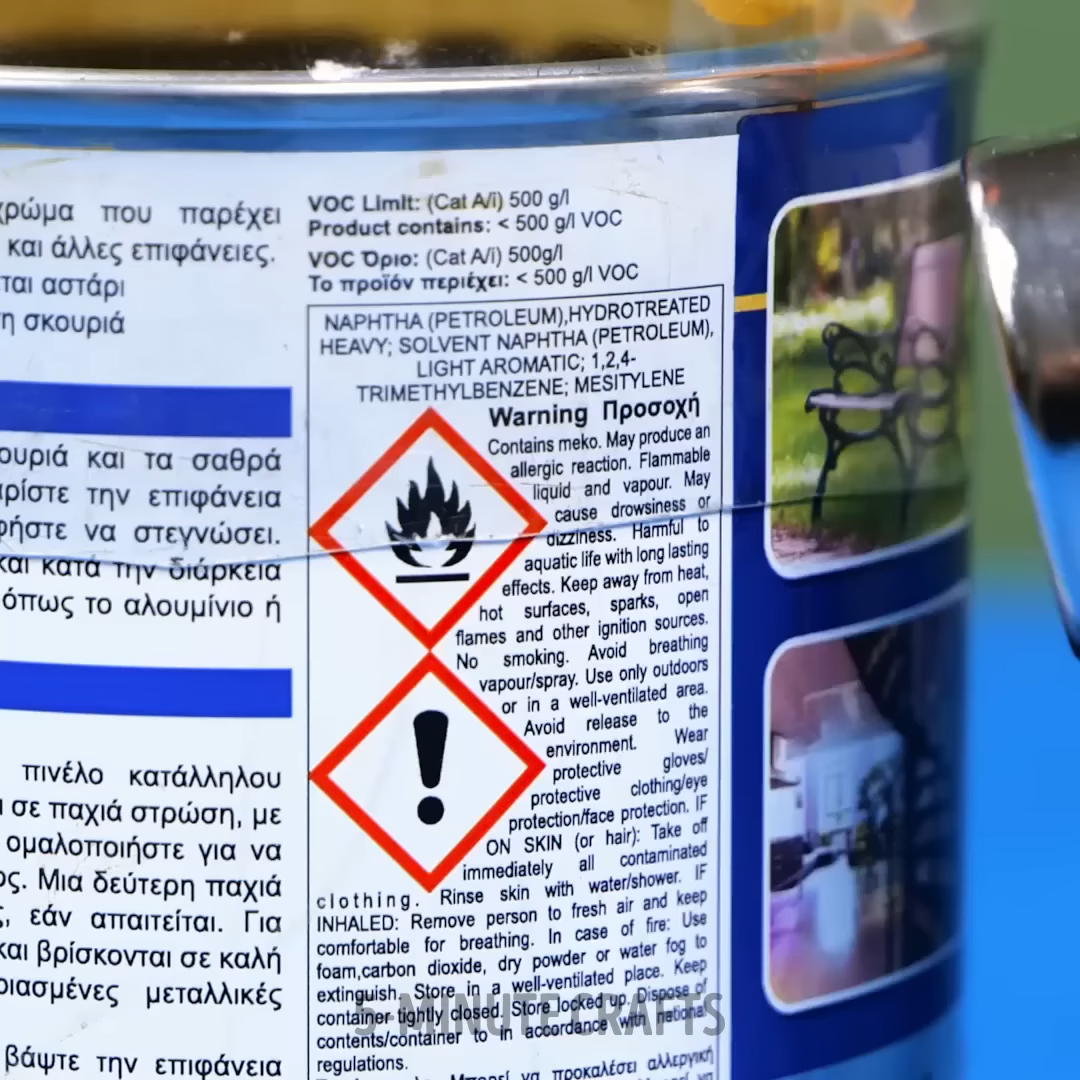 χρώμα που παρέχει
και άλλες επιφάνειες.
ται αστάρι
τη σκουριά
ουριά και τα σαθρά
αρίστε την επιφάνεια
φήστε να στεγνώσει.
και κατά την διάρκεια
όπως το αλουμίνιο ή
πινέλο κατάλληλου
ι σε παχιά στρώση, με
ομαλοποιήστε για να
ος. Μια δεύτερη παχιά
ς, εάν απαιτείται. Για
και βρίσκονται σε καλή
ριασμένες μεταλλικές
βάψτε την επιφάνεια
VOC Limit: (Cat A/i) 500 g/l
Product contains: < 500 g/l VOC
VOC Όριο: (Cat A/i) 500g/l
Το προϊόν περιέχει: < 500 g/l VOC
NAPHTHA (PETROLEUM),HYDROTREATED
HEAVY; SOLVENT NAPHTHA (PETROLEUM),
LIGHT AROMATIC; 1,2,4-
TRIMETHYLBENZENE; MESITYLENE
Warning Προσοχή
Contains meko. May produce an
allergic reaction. Flammable
liquid and vapour. May
cause drowsiness or
dizziness. Harmful to
aquatic life with long lasting
effects. Keep away from heat,
hot surfaces, sparks, open
flames and other ignition sources.
No smoking. Avoid breathing
vapour/spray. Use only outdoors
or in a well-ventilated area.
Avoid release to the
environment. Wear
protective gloves/
protective clothing/eye
protection/face protection. IF
ON SKIN (or hair): Take off
immediately all contaminated
clothing. Rinse skin with water/shower. IF
INHALED: Remove person to fresh air and keep
comfortable for breathing. In case of fire: Use
foam,carbon dioxide, dry powder or water fog to
extinguish. Store in a well-ventilated place. Keep
container tightly closed. Store locked up. Dispose of
contents/container to in accordance with national
regulations.
Μπορεί να προκαλέσει αλλεργική
5-MINUTE CRAFTS